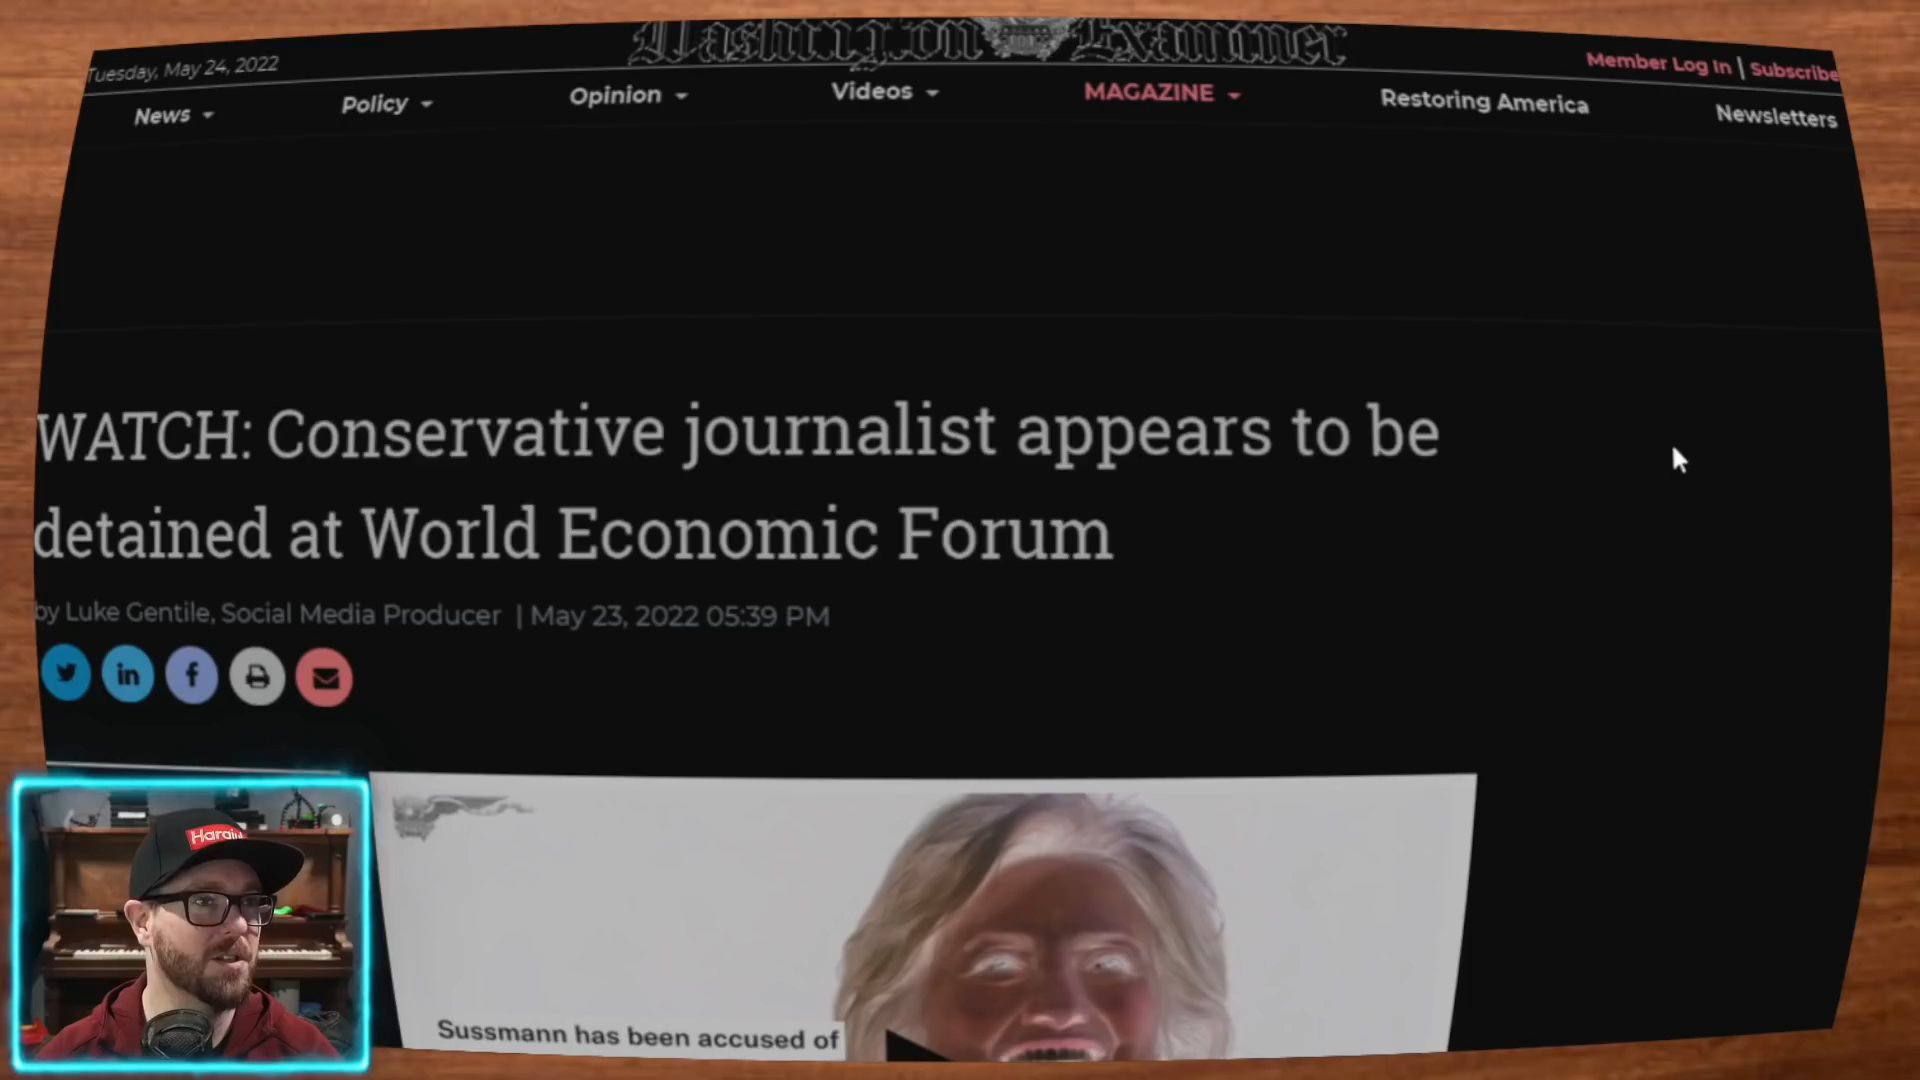 Washington Examiner
Tuesday, May 24, 2022
Member Log In | Subscribe
News
Policy
Opinion
Videos
MAGAZINE
Restoring America
Newsletters
WATCH: Conservative journalist appears to be
detained at World Economic Forum
by Luke Gentile, Social Media Producer | May 23, 2022 05:39 PM
in
f
Sussmann has been accused of